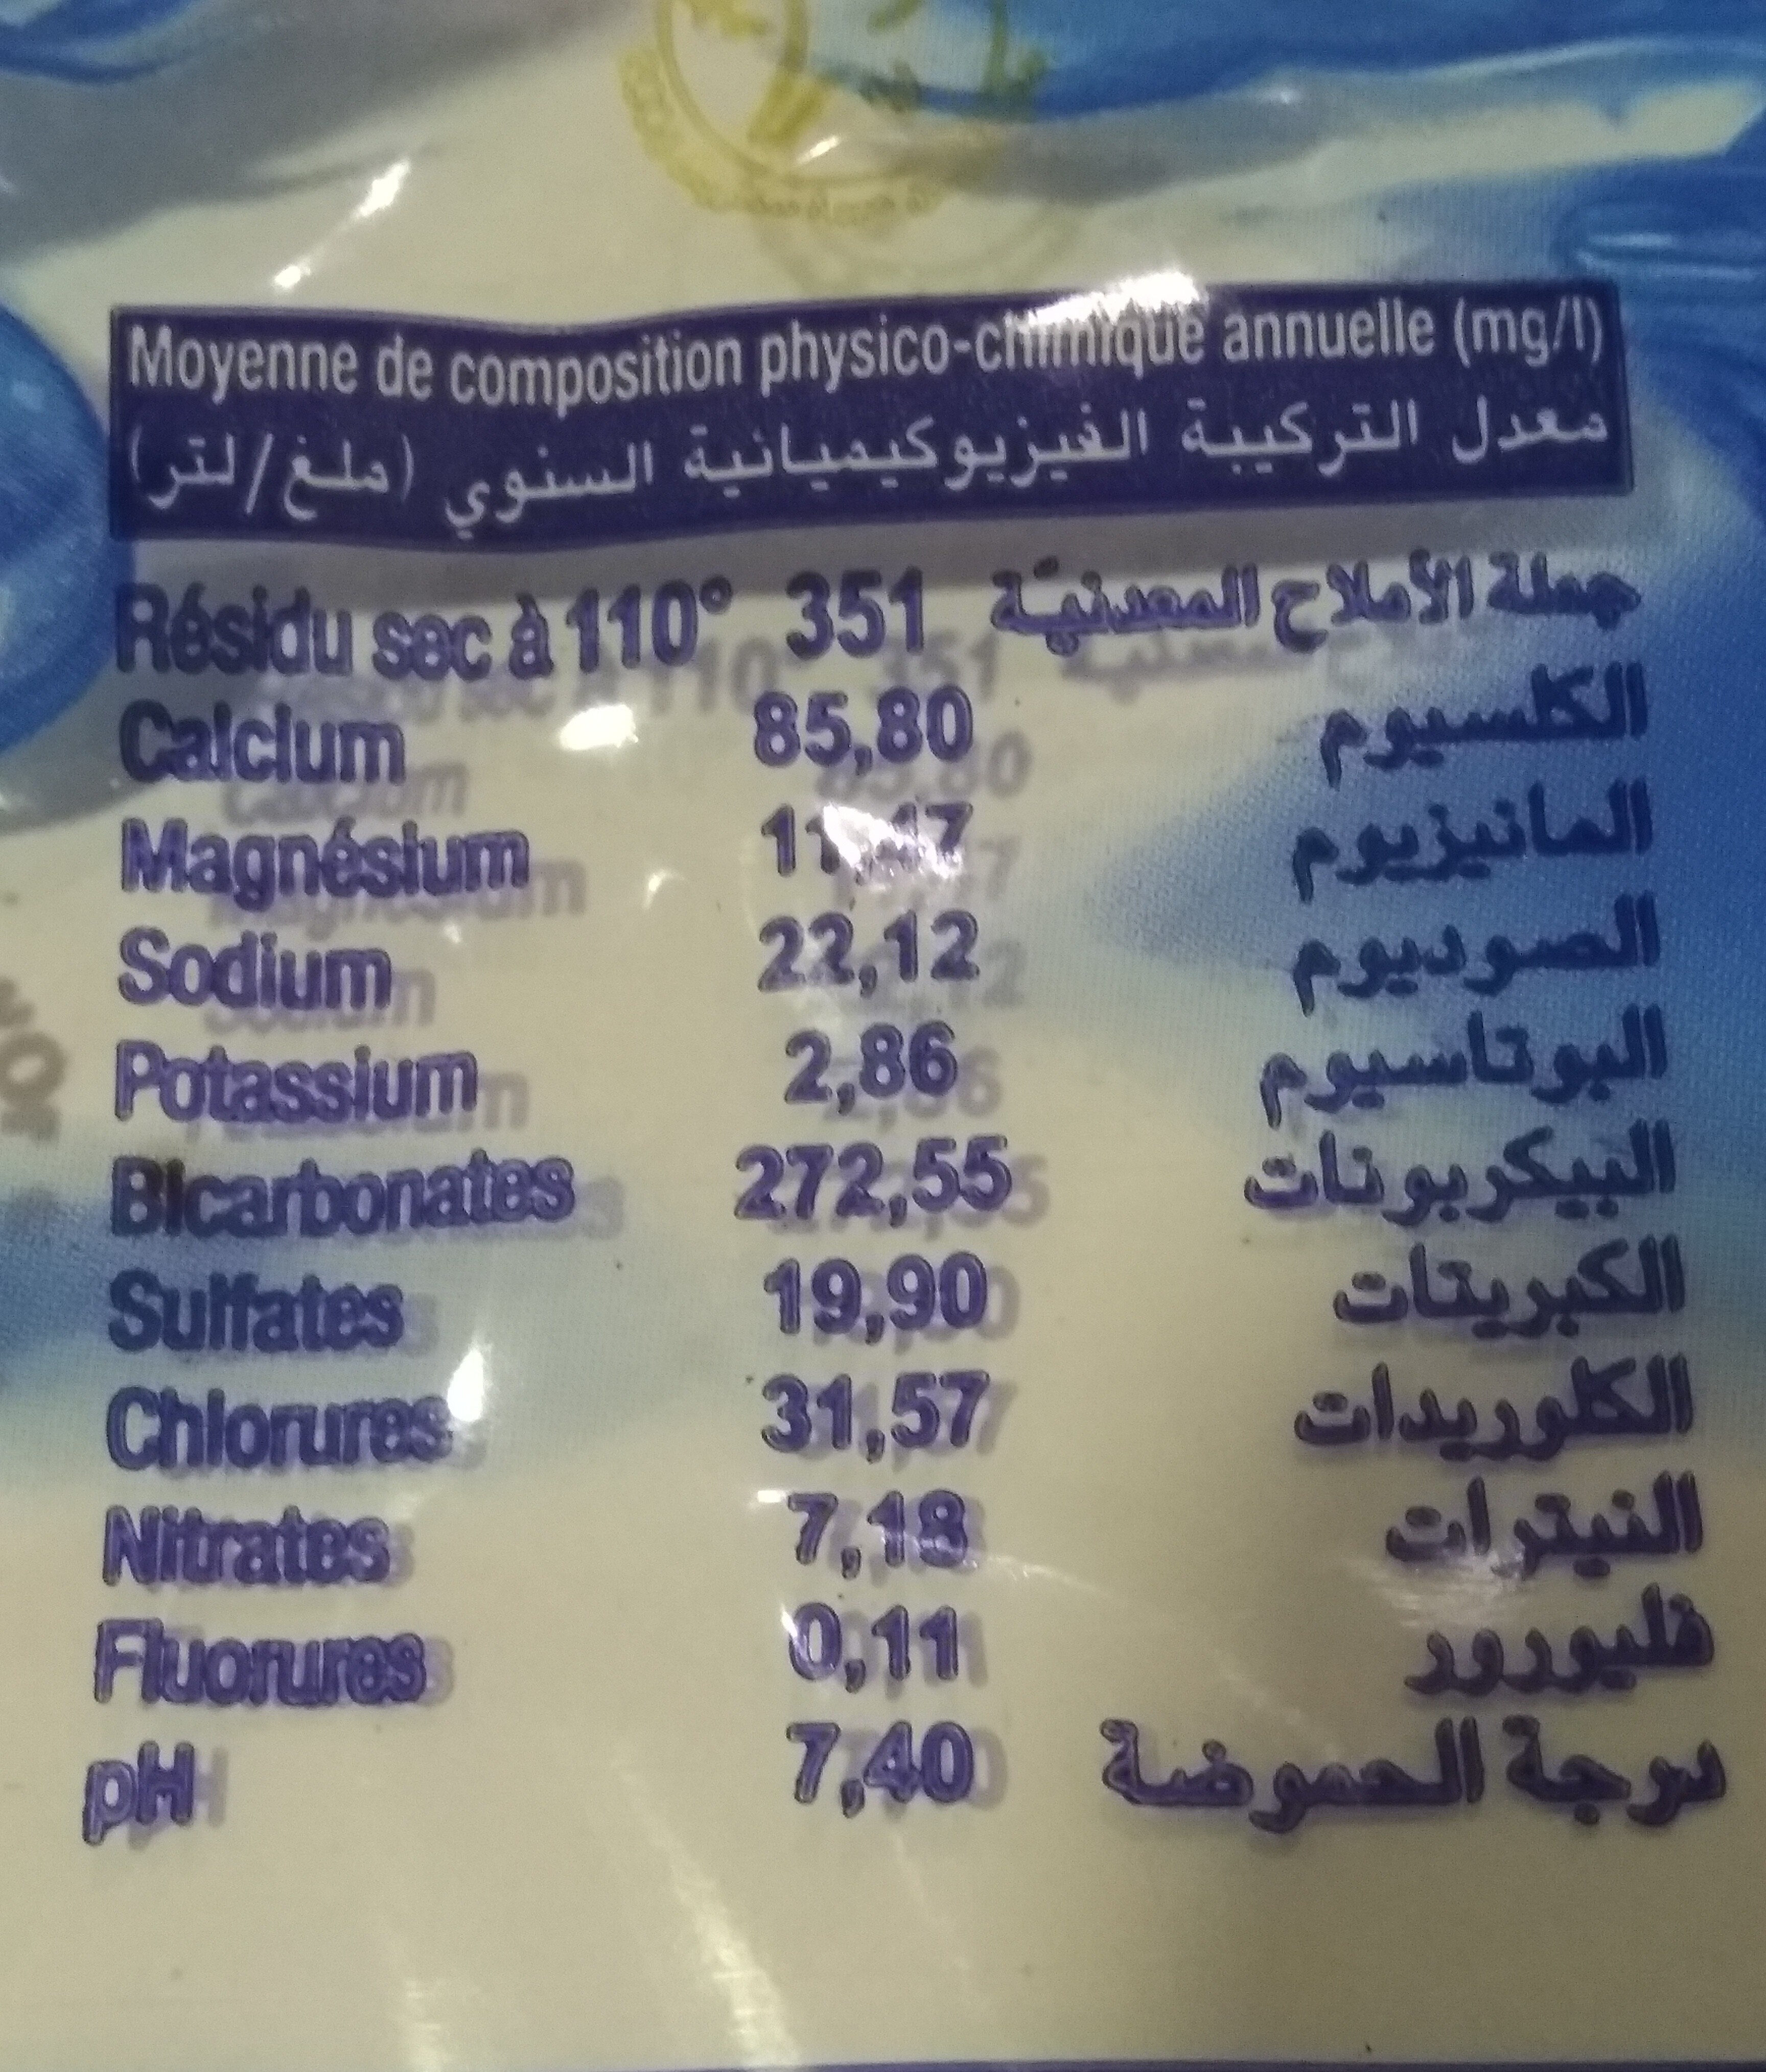 Moyenne de composition physico-chimique annuelle (mg/l)
معدل التركيبة الفيزيوكيميائية السنوي (ملغ/لتر)
Résidu sec à 110° 351 جملة الأملاح المعدنيّة
Calcium 85,80 الكلسيوم
Magnésium المانيزيوم
Sodium 22,12 الصوديوم
Potassium 2,86 البوتاسيوم
Bicarbonates 272,55 البيكربونات
Sulfates 19,90 الكبريتات
Chlorures 31,57 الكلوريدات
Nitrates 7,18 النيترات
Fluorures 0,11 فليورور
pH 7,40 درجة الحموضة